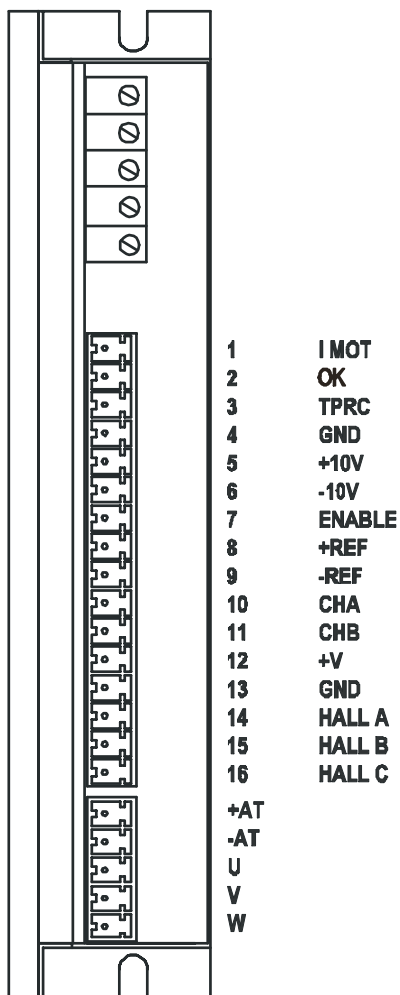 1 I MOT
2 OK
3 TPRC
4 GND
5 +10V
6 -10V
7 ENABLE
8 +REF
9 -REF
10 CHA
11 CHB
12 +V
13 GND
14 HALL A
15 HALL B
16 HALL C
+AT
-AT
U
V
W